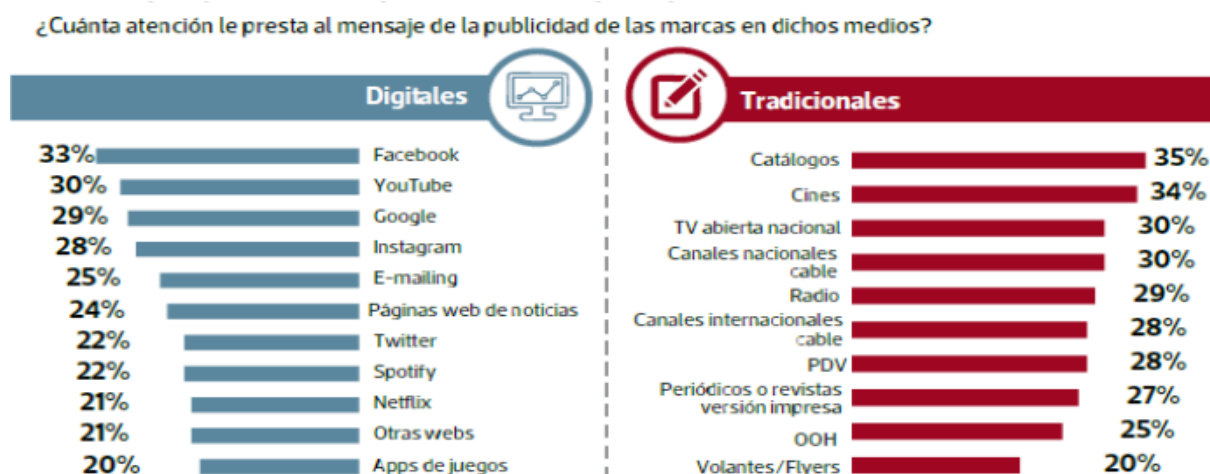 ¿Cuánta atención le presta al mensaje de la publicidad de las marcas en dichos medios?
Digitales
33% Facebook
30% YouTube
29% Google
28% Instagram
25% E-mailing
24% Páginas web de noticias
22% Twitter
22% Spotify
21% Netflix
21% Otras webs
20% Apps de juegos
Tradicionales
Catálogos 35%
Cines 34%
TV abierta nacional 30%
Canales nacionales
cable 30%
Radio 29%
Canales internacionales
cable 28%
PDV 28%
Periódicos o revistas
versión impresa 27%
OOH 25%
Volantes/Flyers 20%